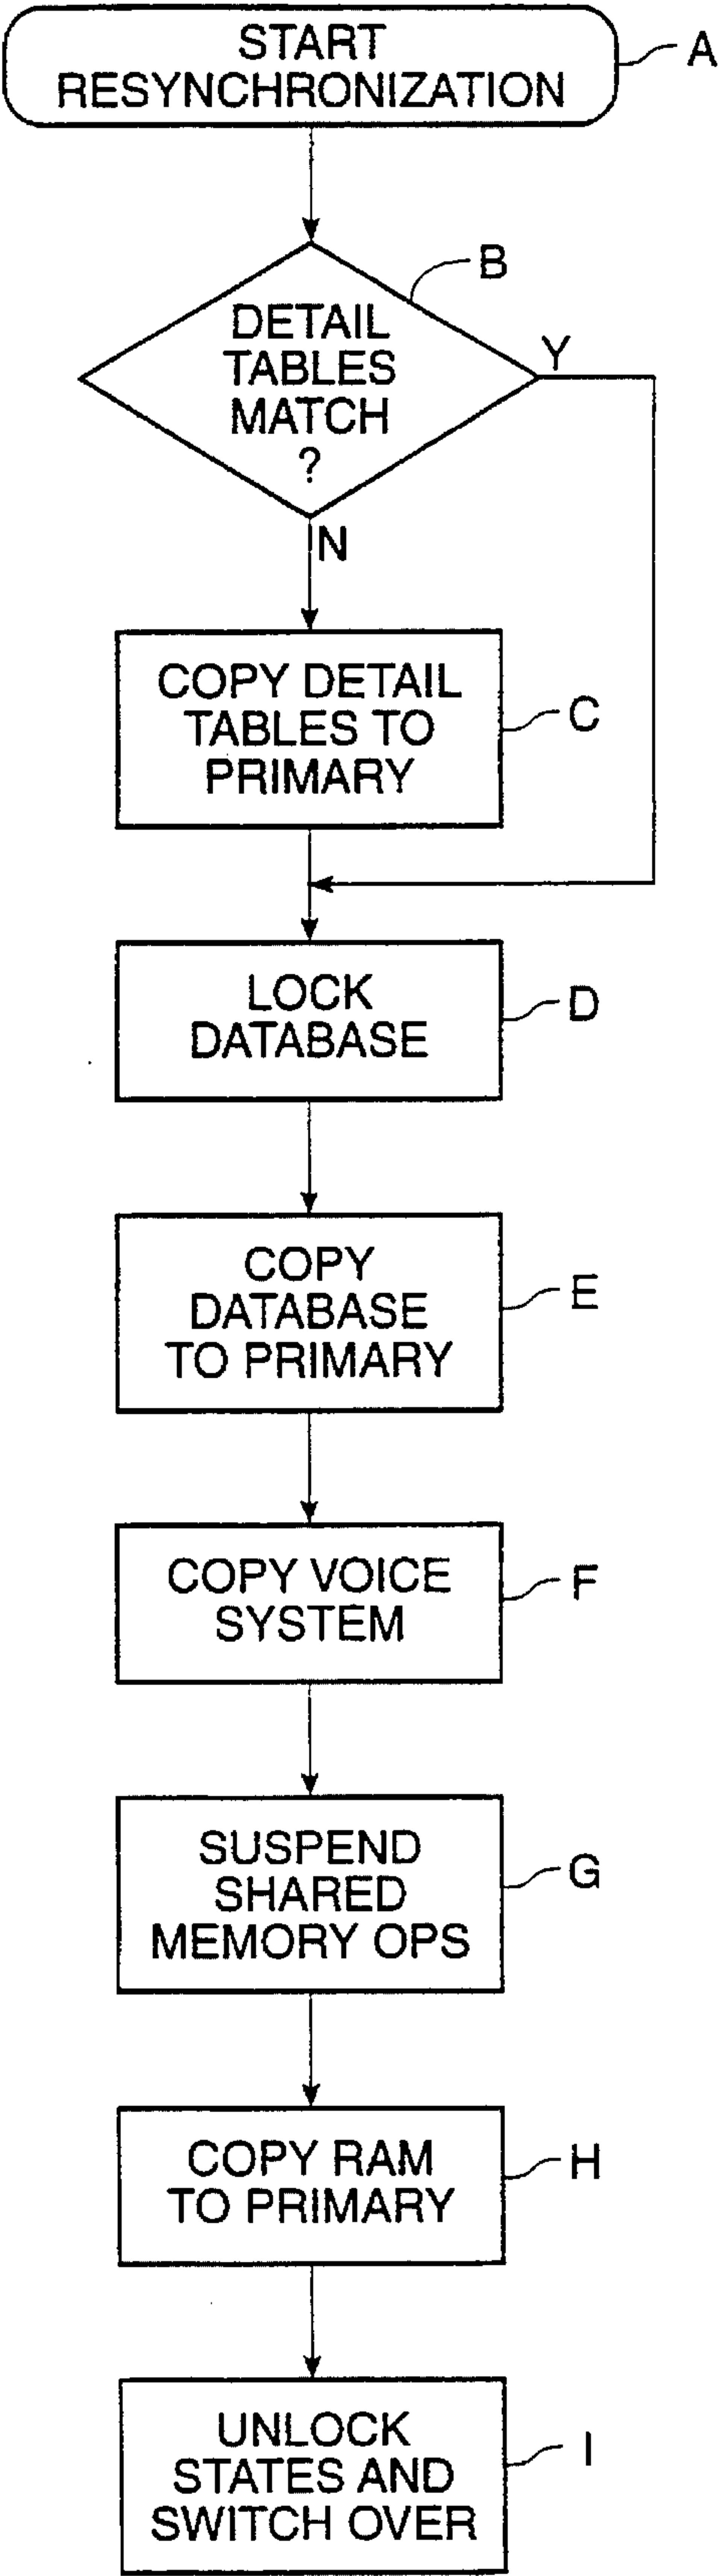 START
RESYNCHRONIZATION
A
B
DETAIL
TABLES
MATCH
?
Y
N
COPY DETAIL
TABLES TO
PRIMARY
C
LOCK
DATABASE
D
COPY
DATABASE
TO PRIMARY
E
COPY VOICE
SYSTEM
F
SUSPEND
SHARED
MEMORY OPS
G
COPY RAM
TO PRIMARY
H
UNLOCK
STATES AND
SWITCH OVER
I